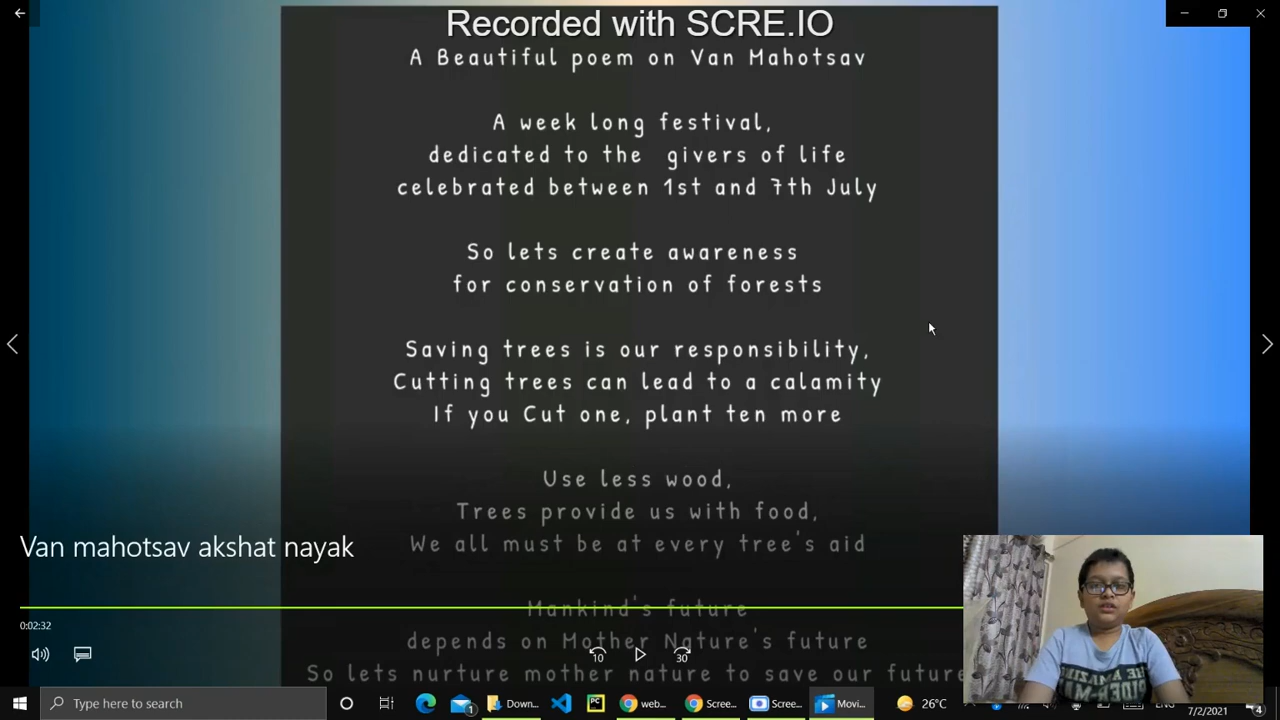 Recorded with SCRE.IO
A Beautiful poem on Van Mahotsav
A week long festival,
dedicated to the givers of life
celebrated between 1st and 7th July
So lets create awareness
for conservation of forests
Saving trees is our responsibility,
Cutting trees can lead to a calamity
If you Cut one, plant ten more
Use less wood,
Trees provide us with food,
We all must be at every tree's aid
Mankind's future
depends on Mother Nature's future
So lets nurture mother nature to save our future
Van mahotsav akshat nayak
0:02:32
10
30
Type here to search
1
Down...
PC
web...
Scree...
Scree...
Movi...
26°C
ENG
7/2/2021
4